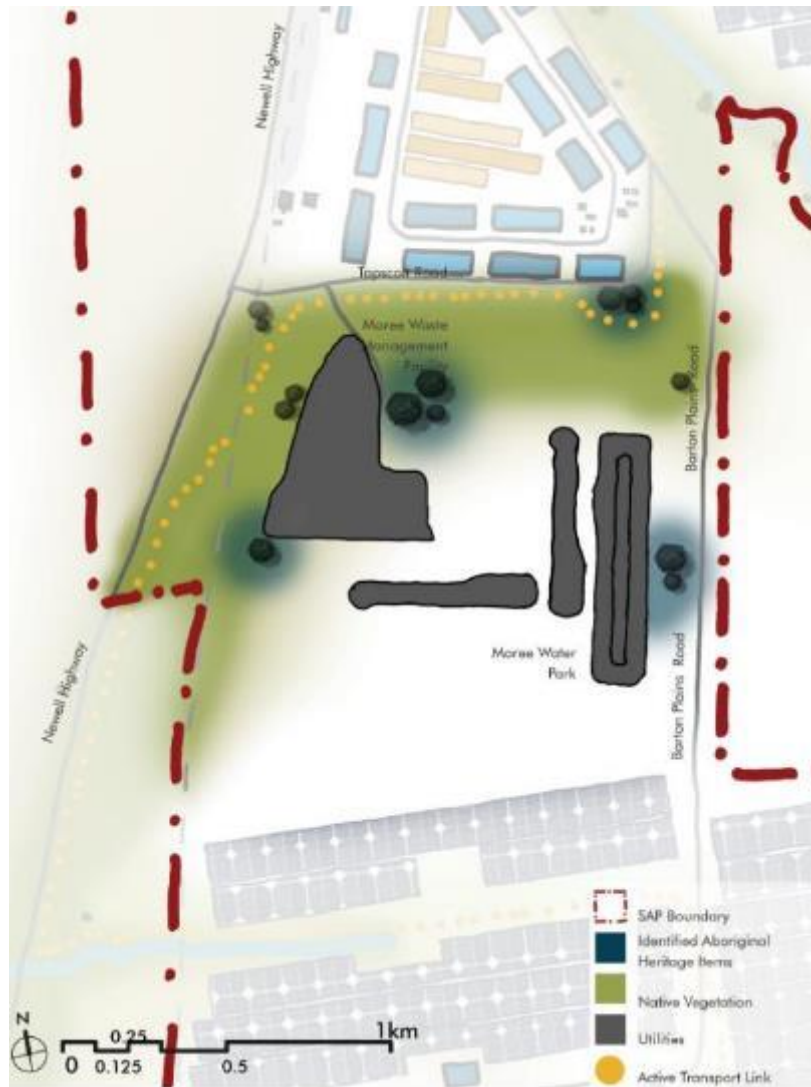 Newell Highway
Tapscott Road
Moree Waste
Management
Facility
Barton Plains Road
Moree Water
Park
Barton Plains Road
Newell Highway
SAP Boundary
Identified Aboriginal
Heritage Items
Native Vegetation
Utilities
Active Transport Link
N
0.25
1km
0
0.125
0.5